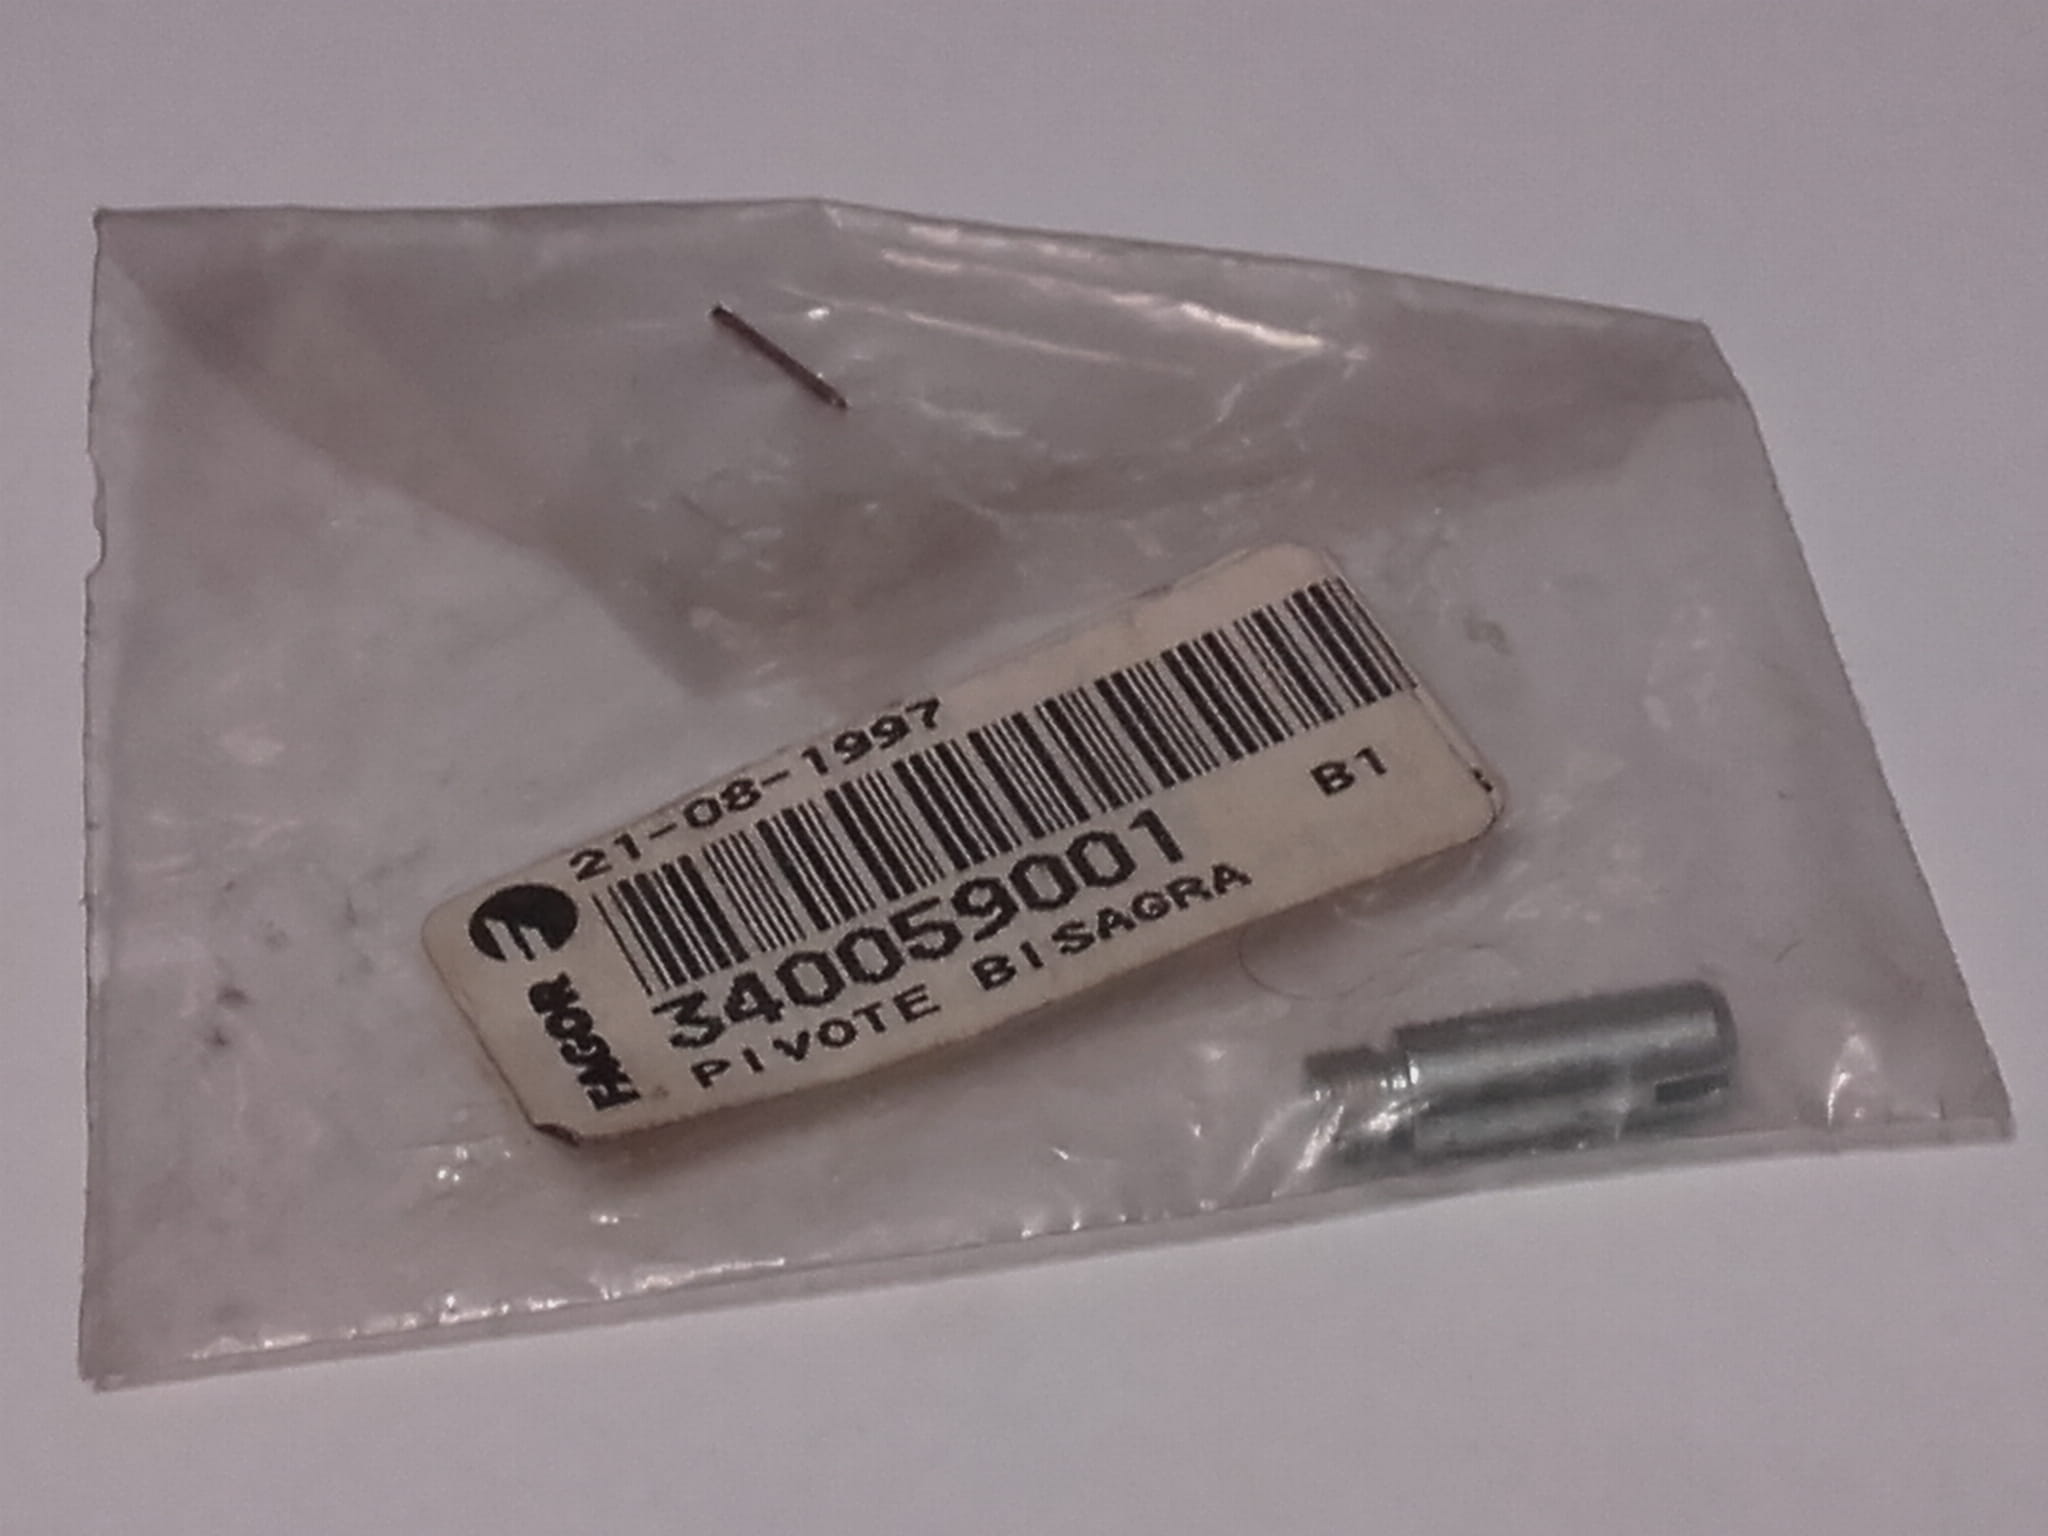 21-08-1997
FAGOR
340059001
B1
PIVOTE BISAGRA